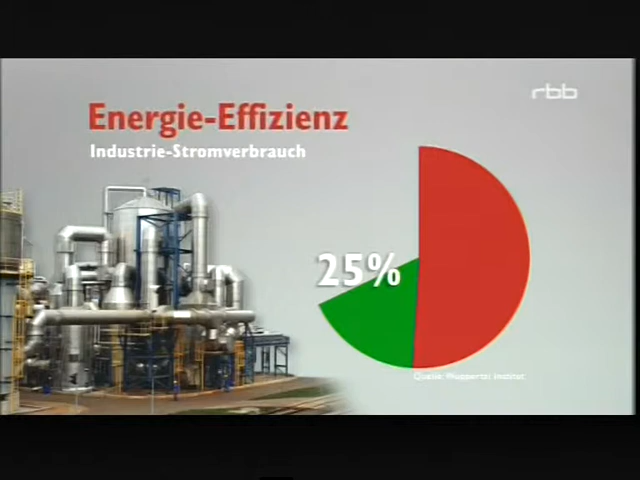 rbb
Energie-Effizienz
Industrie-Stromverbrauch
25%
Quelle: Wuppertal Institut